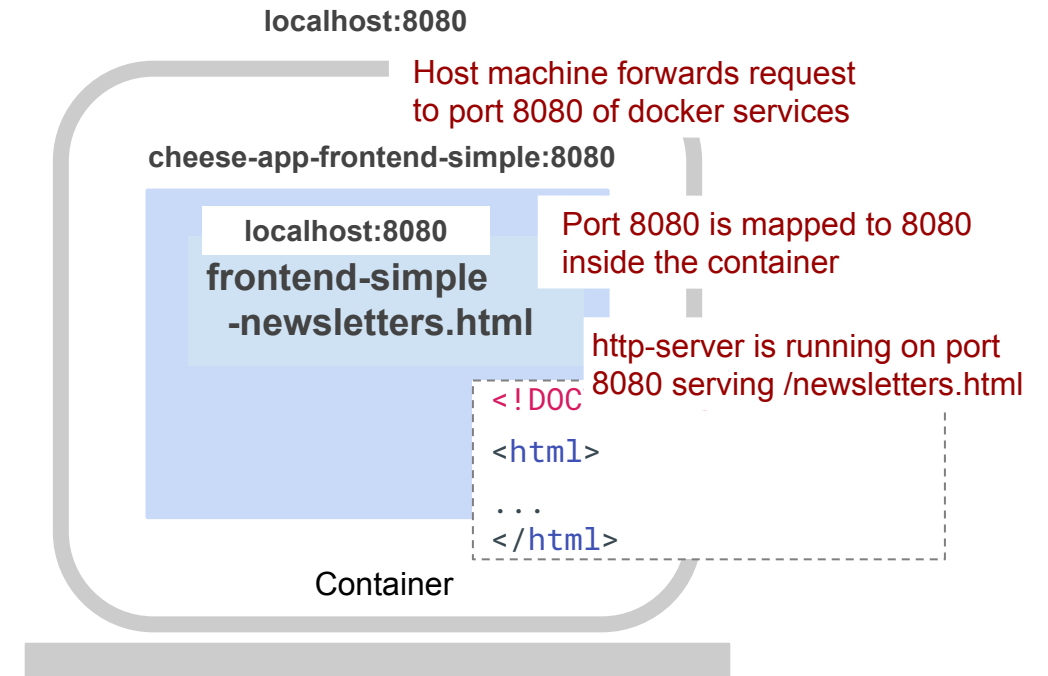 localhost:8080
Host machine forwards request
to port 8080 of docker services
cheese-app-frontend-simple:8080
localhost:8080
Port 8080 is mapped to 8080
inside the container
frontend-simple
-newsletters.html
http-server is running on port
8080 serving /newsletters.html
<!DOC
<html>
...
</html>
Container